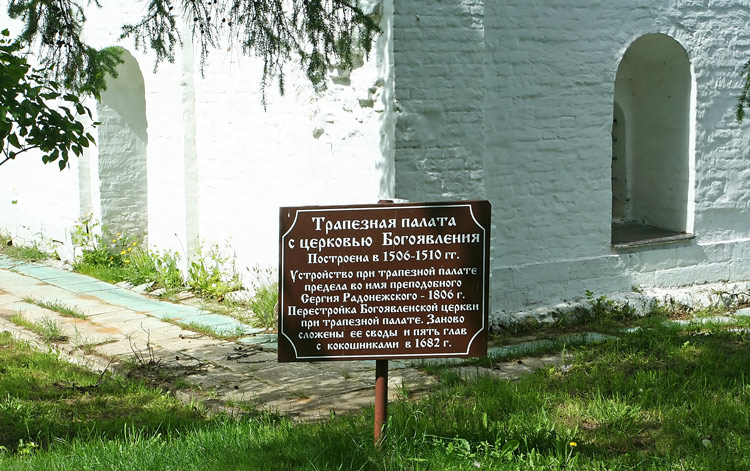 Трапезная палата
с церковью Богоявления
Построена в 1506-1510 гг.
Устройство при трапезной палате
предела во имя преподобного
Сергия Радонежского - 1806 г.
Перестройка Богоявленской церкви
при трапезной палате. Заново
сложены ее своды и пять глав
с кокошниками в 1682 г.